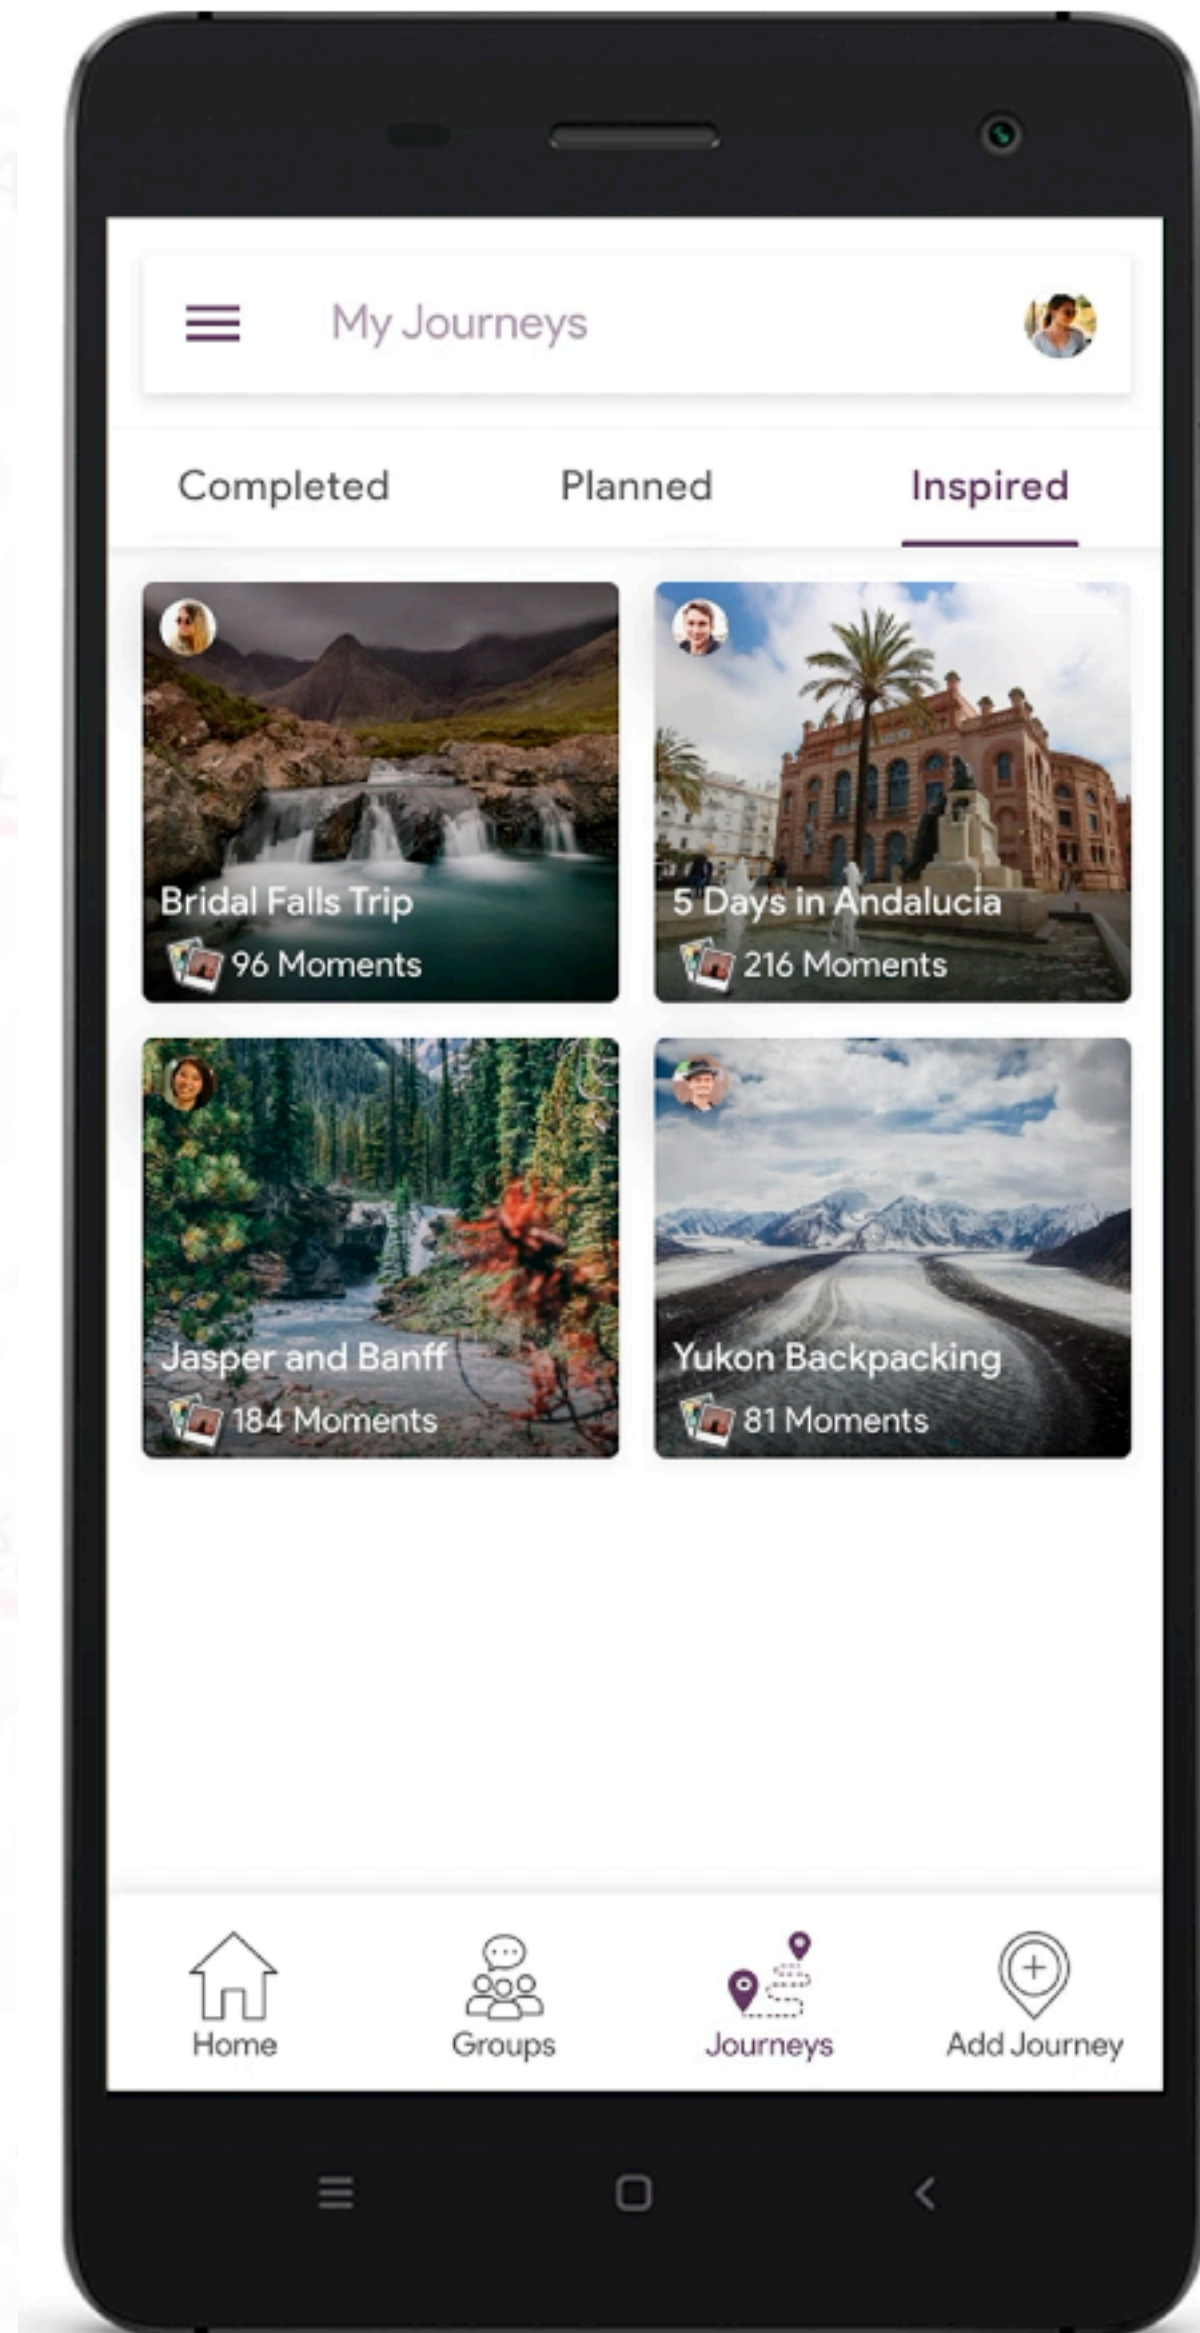 My Journeys
Completed Planned Inspired
Bridal Falls Trip
96 Moments
5 Days in Andalucia
216 Moments
Jasper and Banff
184 Moments
Yukon Backpacking
81 Moments
Home Groups Journeys Add Journey